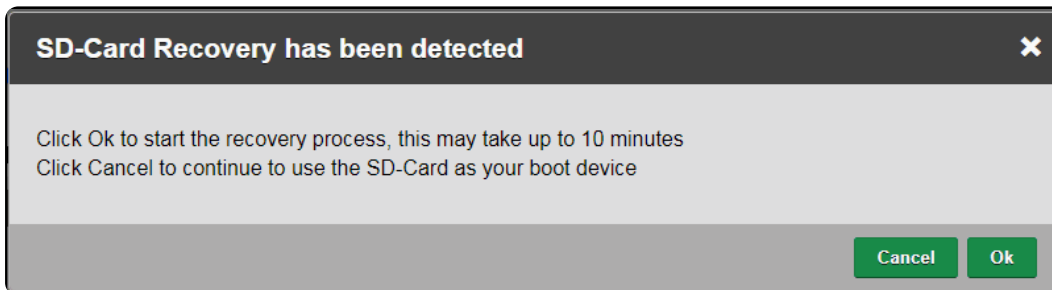 SD-Card Recovery has been detected
Click Ok to start the recovery process, this may take up to 10 minutes
Click Cancel to continue to use the SD-Card as your boot device
Cancel Ok